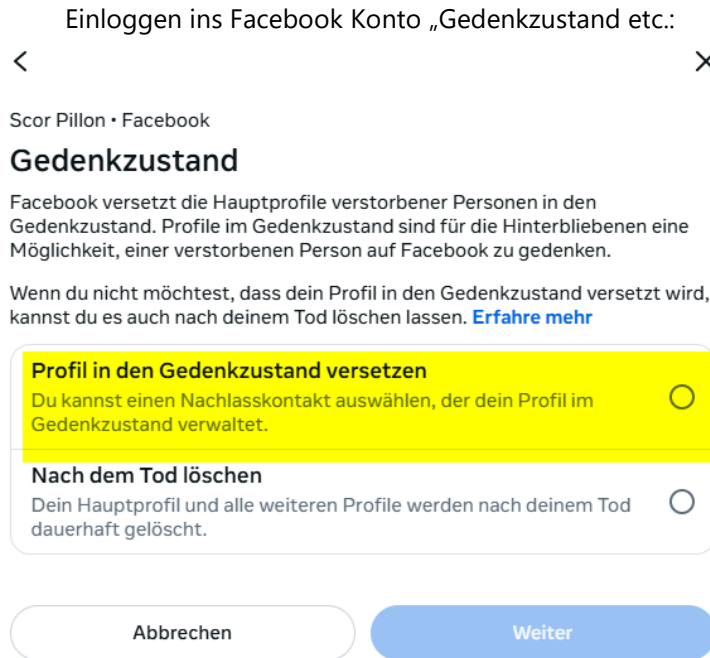 Einloggen ins Facebook Konto „Gedenkzustand etc.:
Scor Pillon • Facebook
Gedenkzustand
Facebook versetzt die Hauptprofile verstorbener Personen in den
Gedenkzustand. Profile im Gedenkzustand sind für die Hinterbliebenen eine
Möglichkeit, einer verstorbenen Person auf Facebook zu gedenken.
Wenn du nicht möchtest, dass dein Profil in den Gedenkzustand versetzt wird,
kannst du es auch nach deinem Tod löschen lassen. Erfahre mehr
Profil in den Gedenkzustand versetzen
Du kannst einen Nachlasskontakt auswählen, der dein Profil im
Gedenkzustand verwaltet.
Nach dem Tod löschen
Dein Hauptprofil und alle weiteren Profile werden nach deinem Tod
dauerhaft gelöscht.
Abbrechen
Weiter